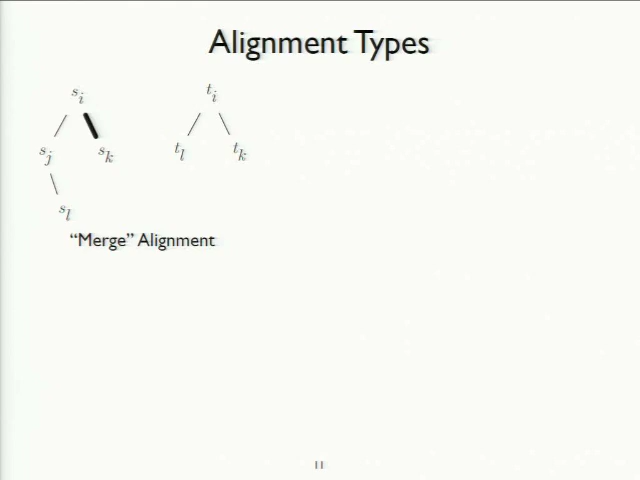 Alignment Types
s_i t_i
s_j s_k t_l t_k
s_l
“Merge” Alignment
11